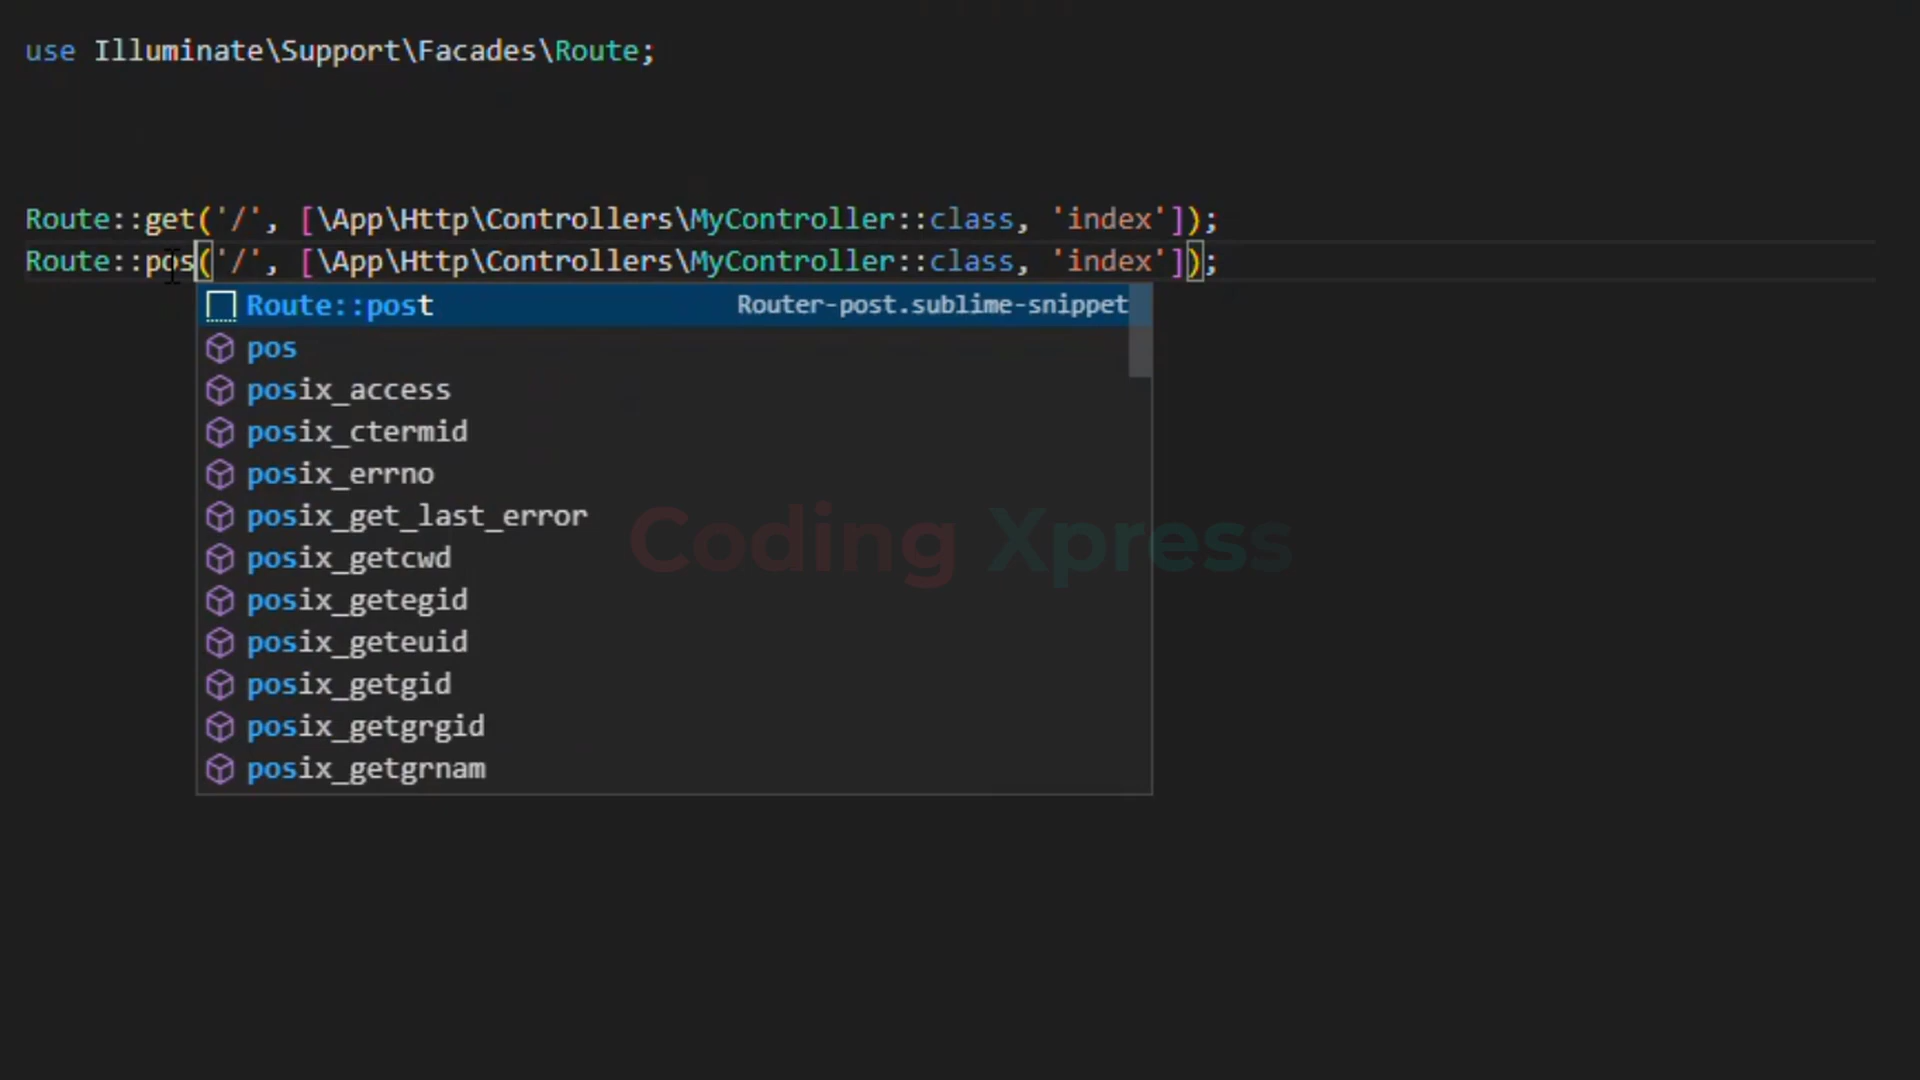 use Illuminate\Support\Facades\Route;
Route::get('/', [\App\Http\Controllers\MyController::class, 'index']);
Route::pos('/', [\App\Http\Controllers\MyController::class, 'index']);
Route::post Router-post.sublime-snippet
pos
posix_access
posix_ctermid
posix_errno
posix_get_last_error
Coding Xpress
posix_getcwd
posix_getegid
posix_geteuid
posix_getgid
posix_getgrgid
posix_getgrnam